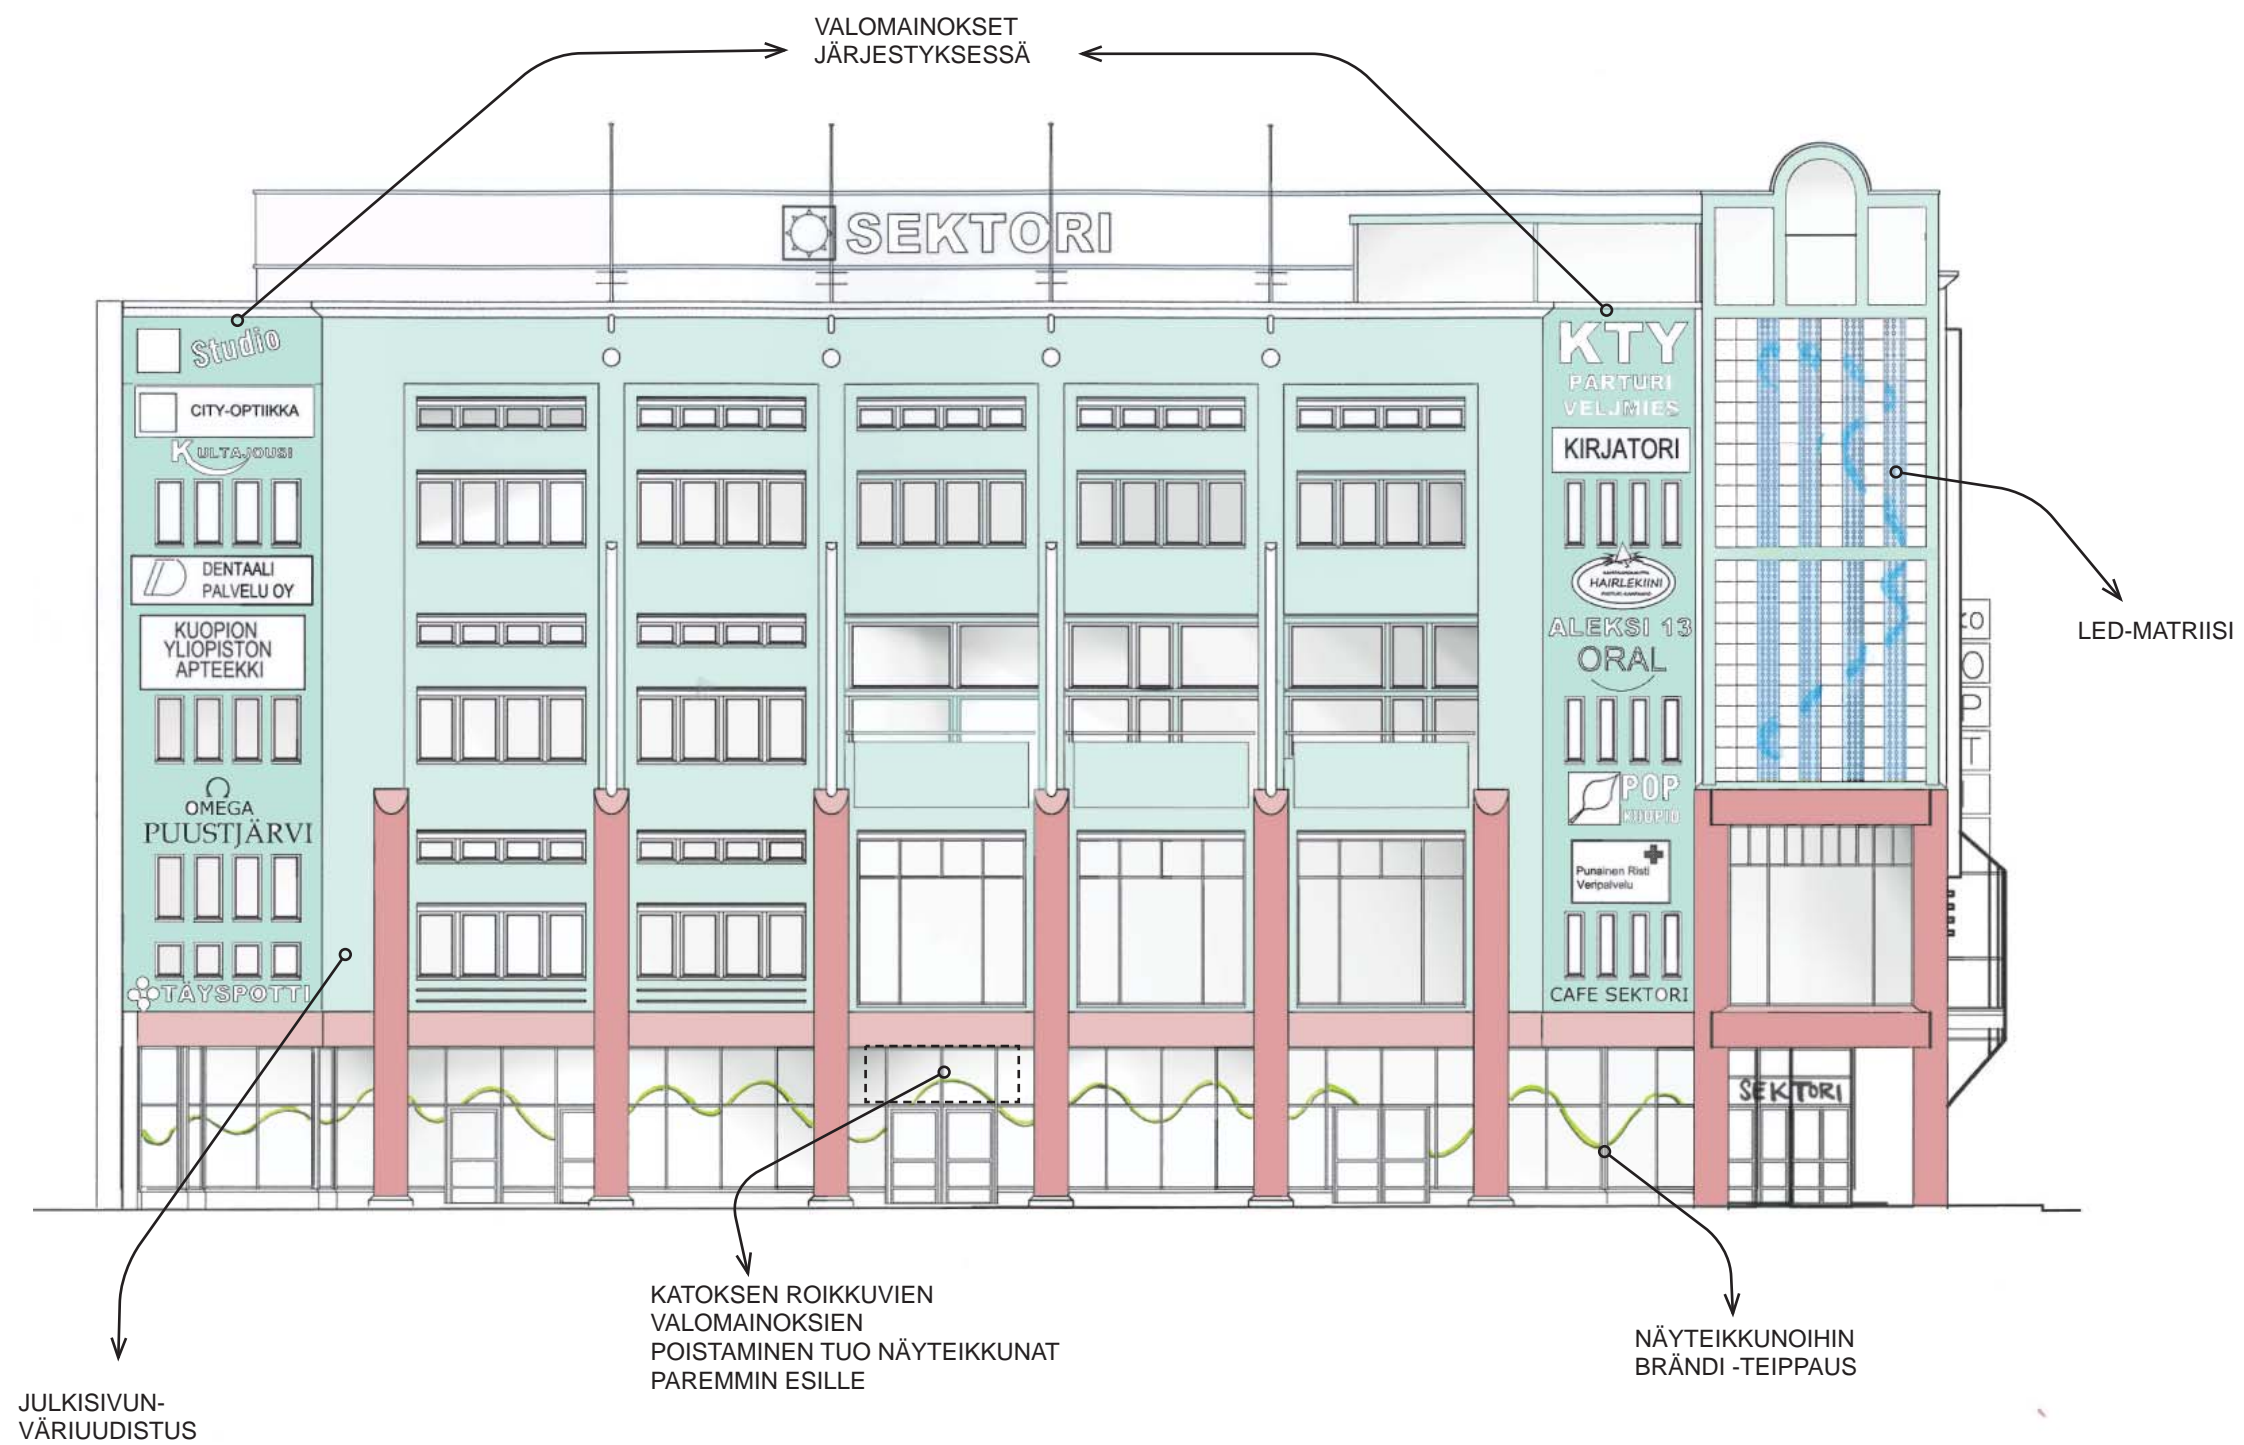 VALOMAINOKSET
JÄRJESTYKSESSÄ
SEKTORI
Studio
CITY-OPTIIKKA
KULTAJOUSI
DENTAALI
PALVELU OY
KUOPION
YLIOPISTON
APTEEKKI
Ω
OMEGA
PUUSTJÄRVI
TÄYSPOTTI
KTY
PARTURI
VELJMIES
KIRJATORI
HAIRLEKIINI
ALEKSI 13
ORAL
POP
KUOPIO
Punainen Risti
Veripalvelu
CAFE SEKTORI
O
P
T
I
SEKTORI
LED-MATRIISI
KATOKSEN ROIKKUVIEN
VALOMAINOKSIEN
POISTAMINEN TUO NÄYTEIKKUNAT
PAREMMIN ESILLE
NÄYTEIKKUNOIHIN
BRÄNDI -TEIPPAUS
JULKISIVUN-
VÄRIUUDISTUS